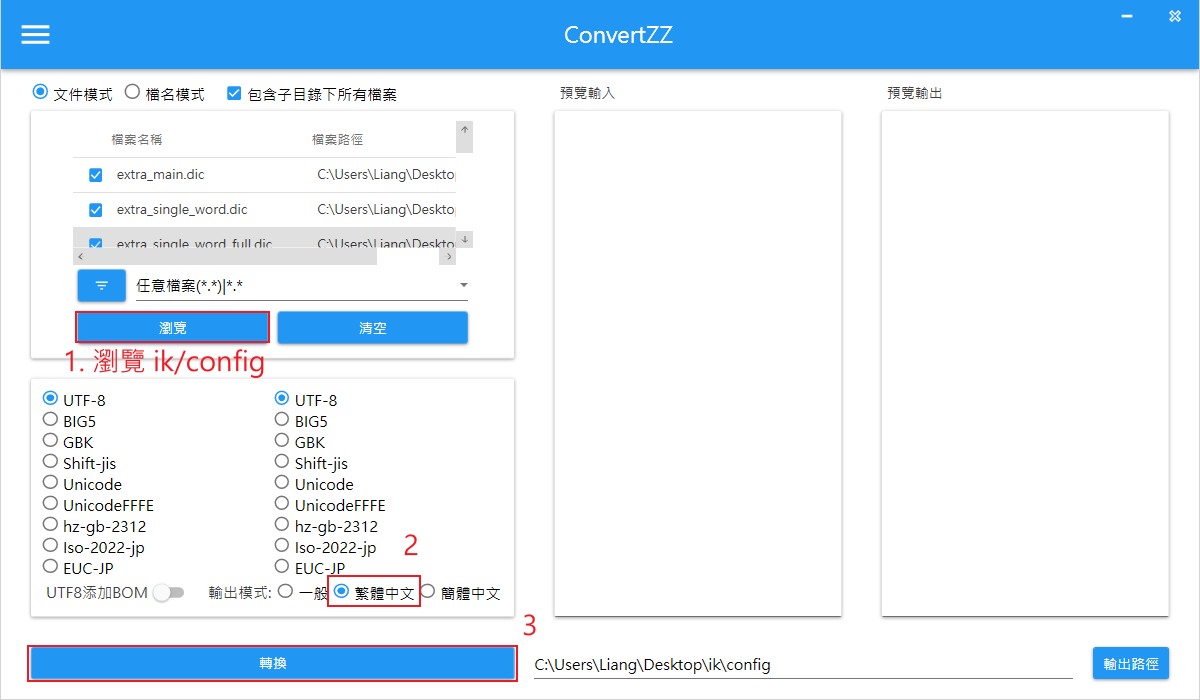 ConvertZZ
文件模式 檔名模式 包含子目錄下所有檔案
檔案名稱 檔案路徑
extra_main.dic C:\Users\Liang\Deskto
extra_single_word.dic C:\Users\Liang\Deskto
extra_single_word_full.dic C:\Users\Liang\Deskto
任意檔案(*.*)|*.*
瀏覽 清空
1. 瀏覽 ik/config
UTF-8 UTF-8
BIG5 BIG5
GBK GBK
Shift-jis Shift-jis
Unicode Unicode
UnicodeFFFE UnicodeFFFE
hz-gb-2312 hz-gb-2312
Iso-2022-jp Iso-2022-jp
2
EUC-JP EUC-JP
UTF8添加BOM 輸出模式: 一般 繁體中文 簡體中文
3
轉換
預覽輸入
預覽輸出
C:\Users\Liang\Desktop\ik\config
輸出路徑